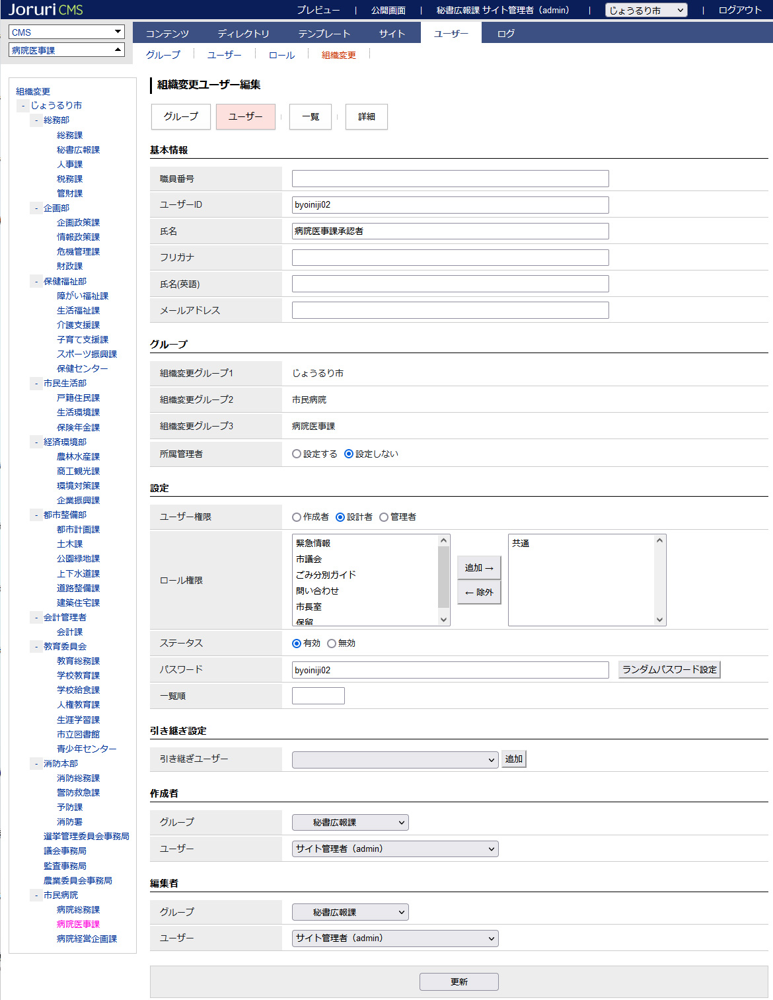 Joruri CMS プレビュー | 公開画面 | 秘書広報課 サイト管理者（admin） | じょうるり市 | ログアウト
CMS
病院医事課
コンテンツ ディレクトリ テンプレート サイト ユーザー ログ
グループ ユーザー ロール 組織変更
組織変更
- じょうるり市
- 総務部
総務課
秘書広報課
人事課
税務課
管財課
- 企画部
企画政策課
情報政策課
危機管理課
財政課
- 保健福祉部
障がい福祉課
生活福祉課
介護支援課
子育て支援課
スポーツ振興課
保健センター
- 市民生活部
戸籍住民課
生活環境課
保険年金課
- 経済環境部
農林水産課
商工観光課
環境対策課
企業振興課
- 都市整備部
都市計画課
土木課
公園緑地課
上下水道課
道路整備課
建築住宅課
- 会計管理者
会計課
- 教育委員会
教育総務課
学校教育課
学校給食課
人権教育課
生涯学習課
市立図書館
青少年センター
- 消防本部
消防総務課
警防救急課
予防課
消防署
選挙管理委員会事務局
議会事務局
監査事務局
農業委員会事務局
- 市民病院
病院総務課
病院医事課
病院経営企画課
組織変更ユーザー編集
グループ ユーザー 一覧 詳細
基本情報
職員番号
ユーザーID byoiniji02
氏名 病院医事課承認者
フリガナ
氏名(英語)
メールアドレス
グループ
組織変更グループ1 じょうるり市
組織変更グループ2 市民病院
組織変更グループ3 病院医事課
所属管理者 設定する 設定しない
設定
ユーザー権限 作成者 設計者 管理者
ロール権限
緊急情報
市議会
ごみ分別ガイド
問い合わせ
市長室
保留
追加 →
← 除外
共通
ステータス 有効 無効
パスワード byoiniji02 ランダムパスワード設定
一覧順
引き継ぎ設定
引き継ぎユーザー 追加
作成者
グループ 秘書広報課
ユーザー サイト管理者（admin）
編集者
グループ 秘書広報課
ユーザー サイト管理者（admin）
更新